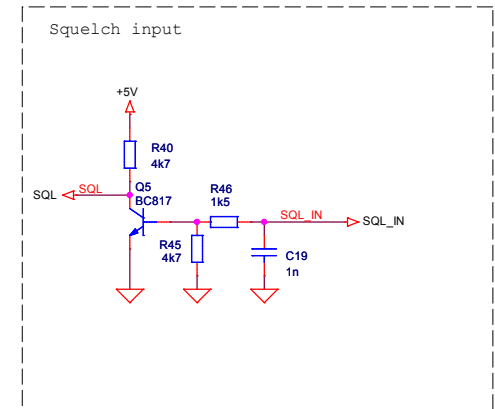 Squelch input
+5V
R40
4k7
SQL
SQL
Q5
BC817
R46
1k5
SQL_IN
SQL_IN
R45
4k7
C19
1n